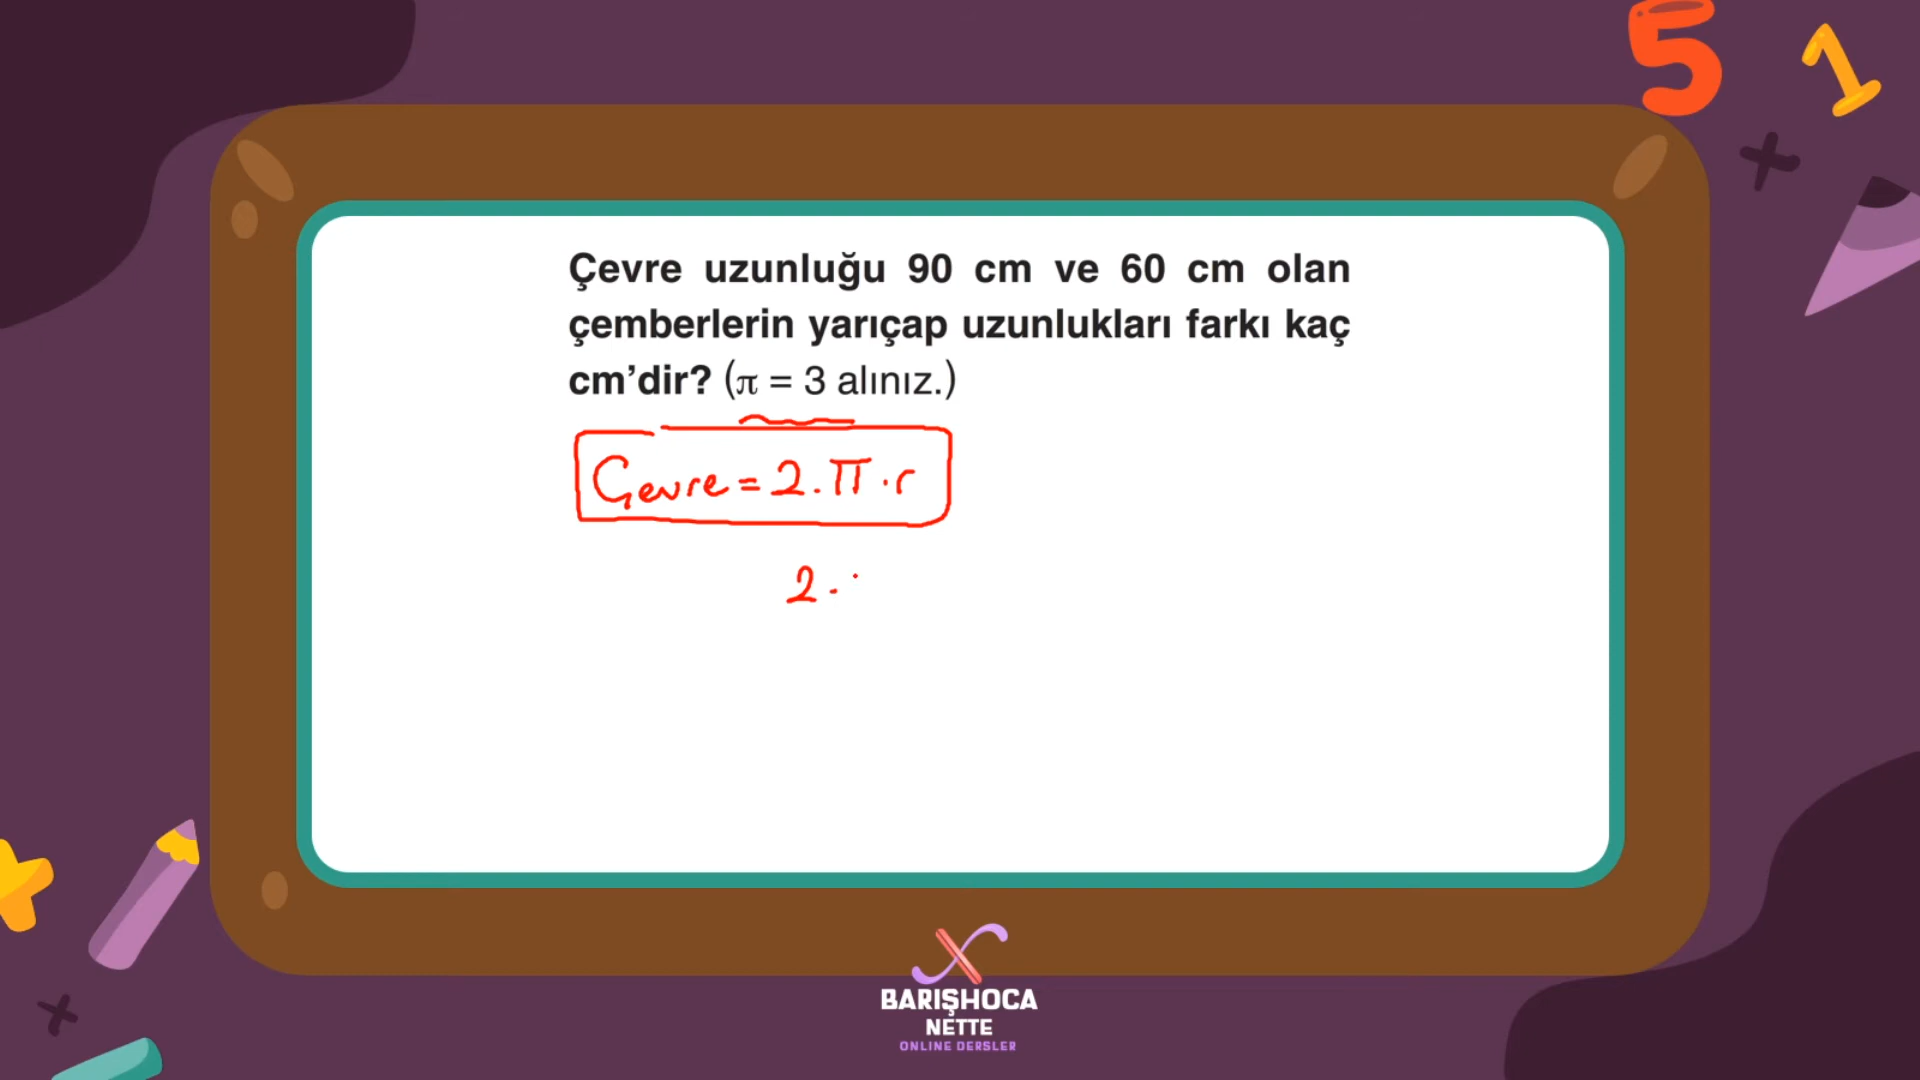 5 1
Çevre uzunluğu 90 cm ve 60 cm olan
çemberlerin yarıçap uzunlukları farkı kaç
cm'dir? (π = 3 alınız.)
Çevre = 2.π.r
2.
BARIŞHOCA
NETTE
ONLINE DERSLER